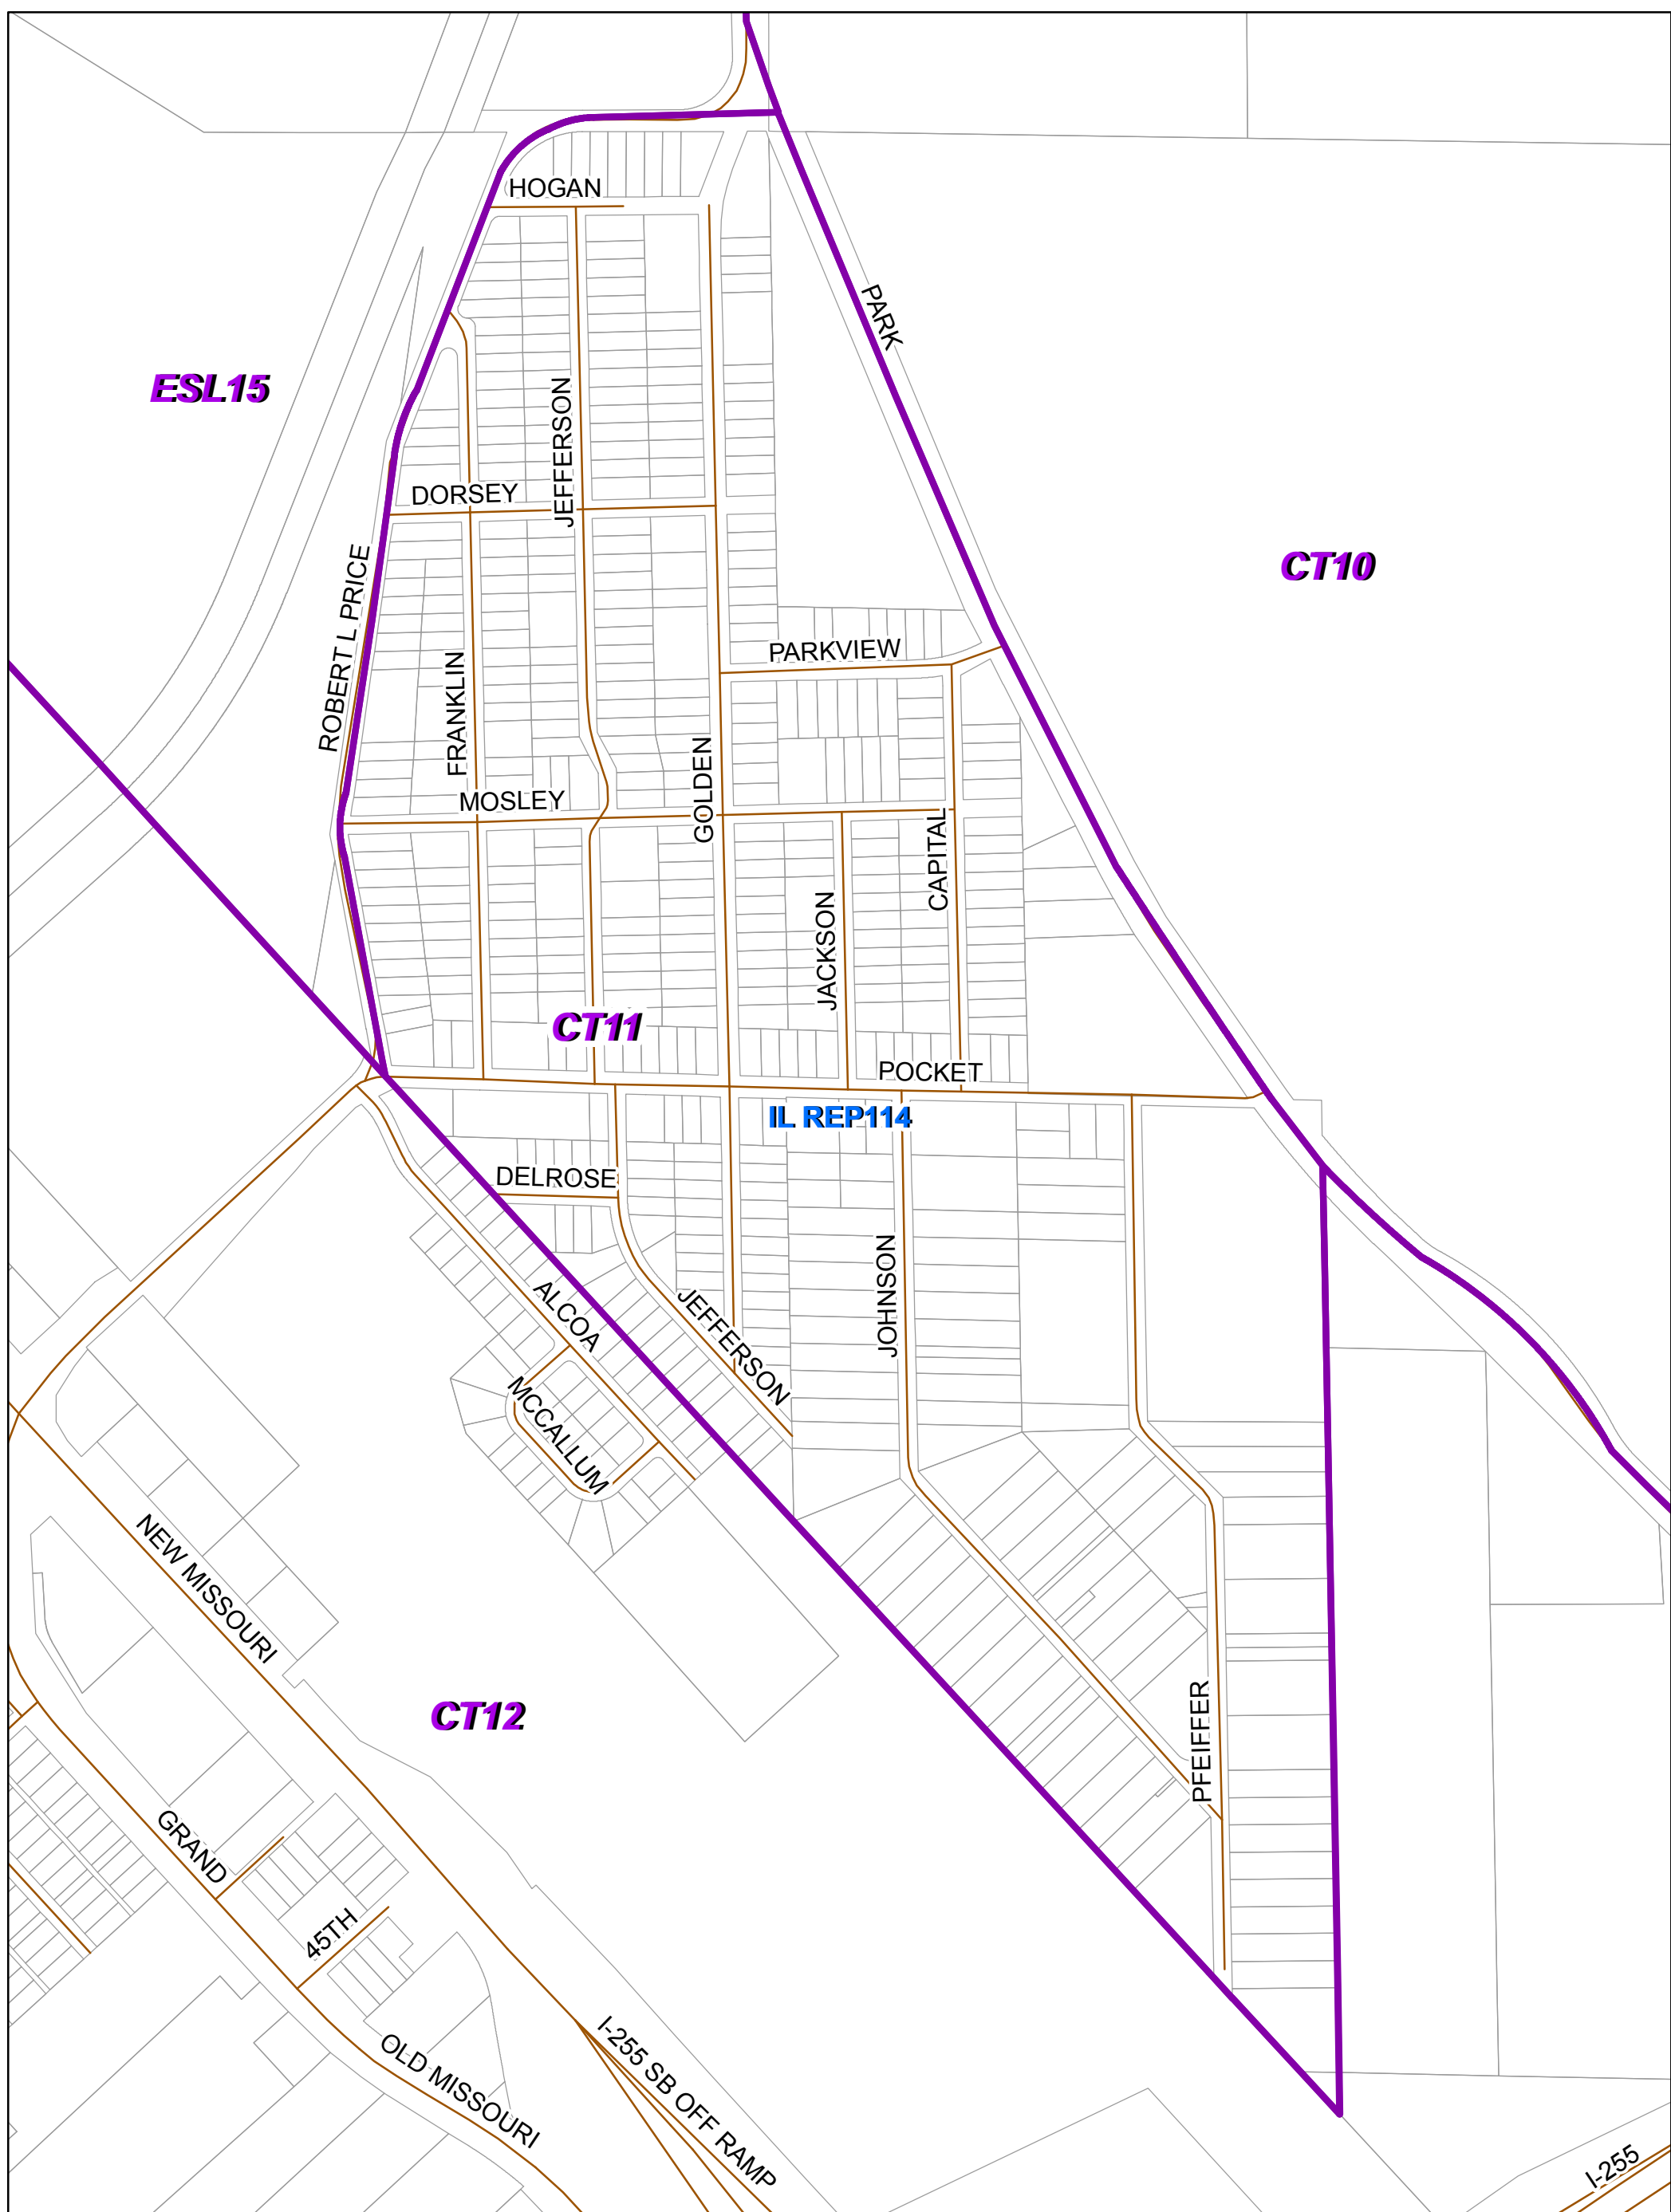 HOGAN
PARK
ESL15
JEFFERSON
DORSEY
CT10
ROBERT L PRICE
PARKVIEW
FRANKLIN
GOLDEN
MOSLEY
CAPITAL
JACKSON
CT11
POCKET
IL REP114
DELROSE
JOHNSON
ALCOA
JEFFERSON
MCCALLUM
NEW MISSOURI
PFEIFFER
CT12
GRAND
45TH
I-255 SB OFF RAMP
OLD MISSOURI
I-255